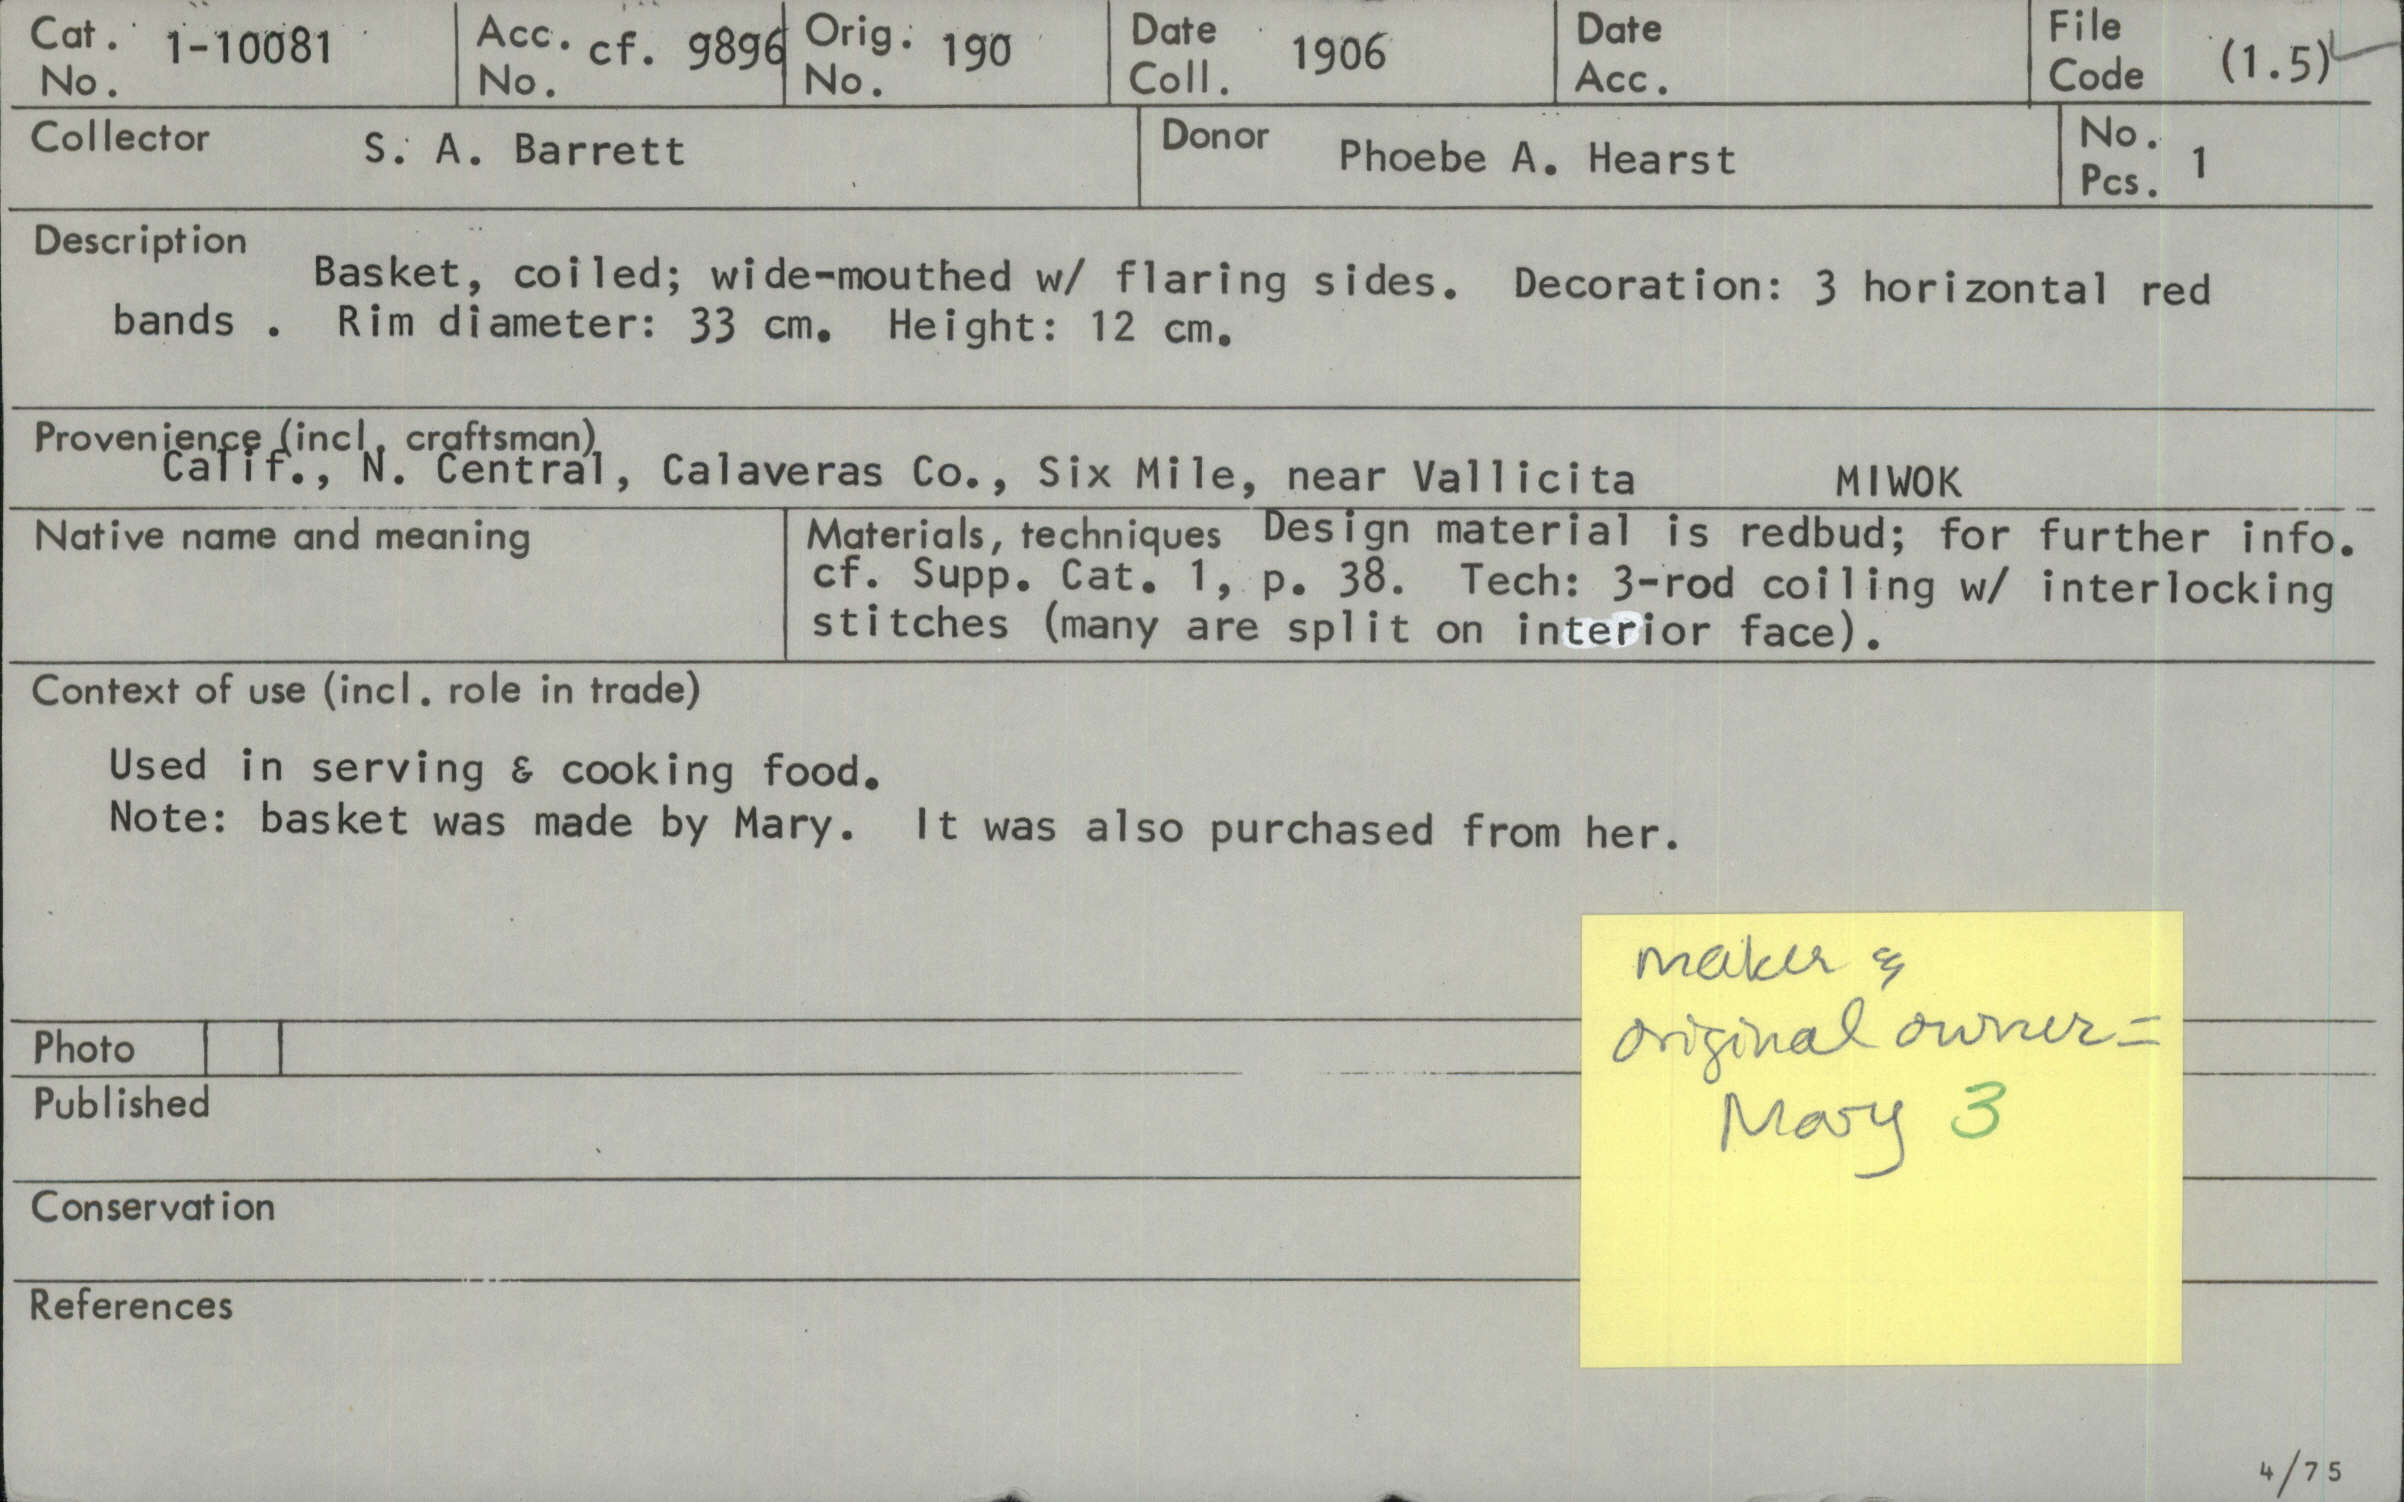 Cat. No. 1-10081
Acc. No. cf. 9896
Orig. No. 190
Date Coll. 1906
Date Acc.
File Code (1.5)
Collector S. A. Barrett
Donor Phoebe A. Hearst
No. Pcs. 1
Description
Basket, coiled; wide-mouthed w/ flaring sides. Decoration: 3 horizontal red
bands . Rim diameter: 33 cm. Height: 12 cm.
Provenience (incl. craftsman)
Calif., N. Central, Calaveras Co., Six Mile, near Vallicita MIWOK
Native name and meaning
Materials, techniques Design material is redbud; for further info.
cf. Supp. Cat. 1, p. 38. Tech: 3-rod coiling w/ interlocking
stitches (many are split on interior face).
Context of use (incl. role in trade)
Used in serving & cooking food.
Note: basket was made by Mary. It was also purchased from her.
maker &
original owner =
Mary 3
Photo
Published
Conservation
References
4/75